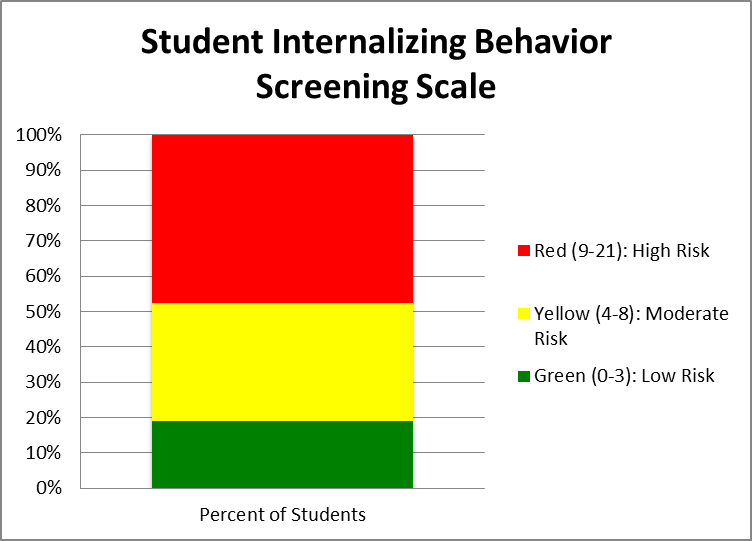 Student Internalizing Behavior
Screening Scale
100%
90%
80%
70%
60%
50%
40%
30%
20%
10%
0%
Percent of Students
Red (9-21): High Risk
Yellow (4-8): Moderate
Risk
Green (0-3): Low Risk